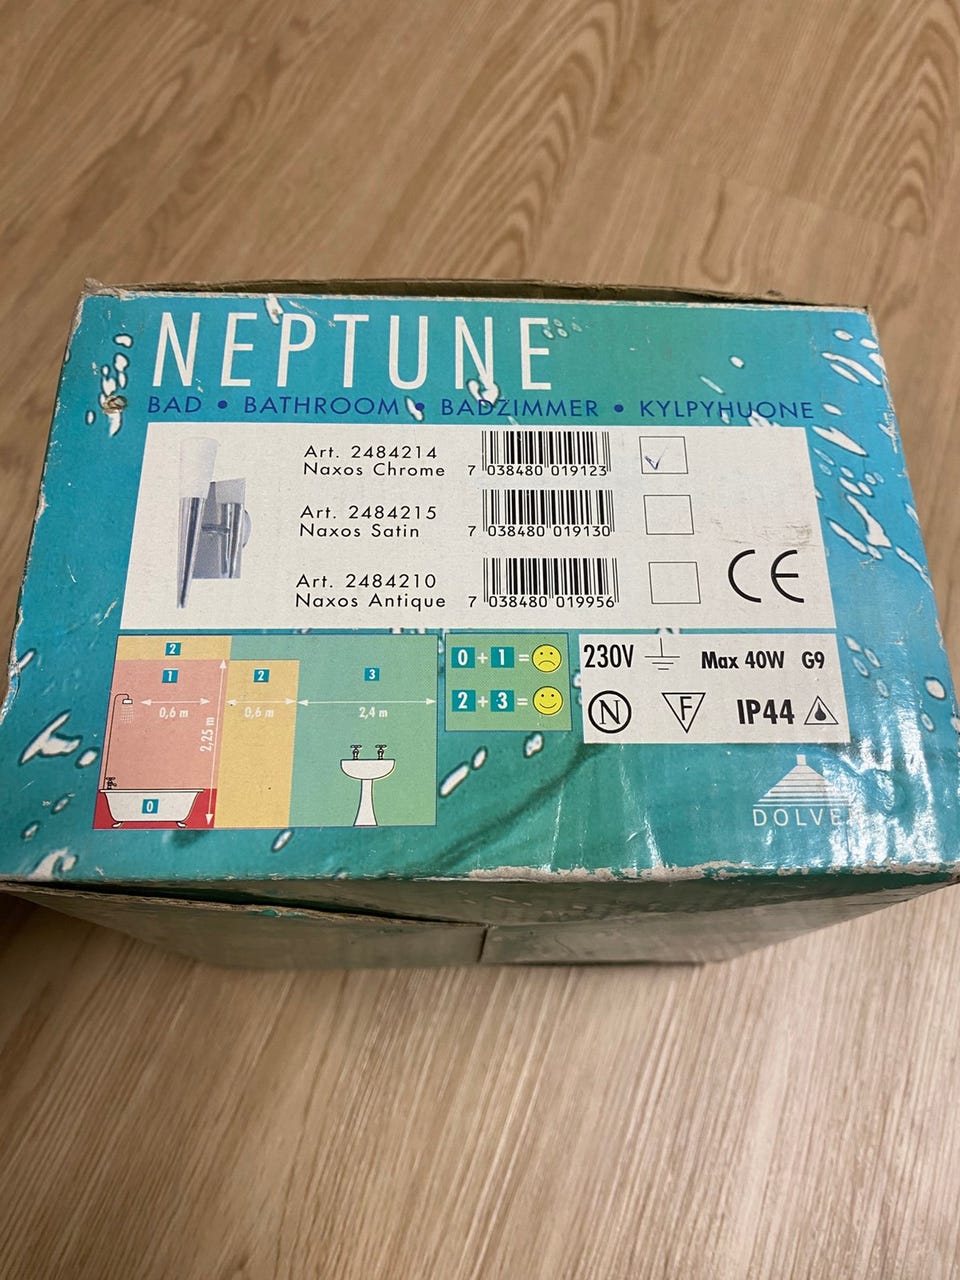 NEPTUNE
BAD • BATHROOM • BADZIMMER • KYLPYHUONE
Art. 2484214
Naxos Chrome
7 038480 019123
Art. 2484215
Naxos Satin
7 038480 019130
Art. 2484210
Naxos Antique
7 038480 019956
CE
2
1
2
3
0,6 m
0,6 m
2,4 m
2,25 m
0
0 + 1 =
2 + 3 =
230V
Max 40W G9
N
F
IP44
DOLVE